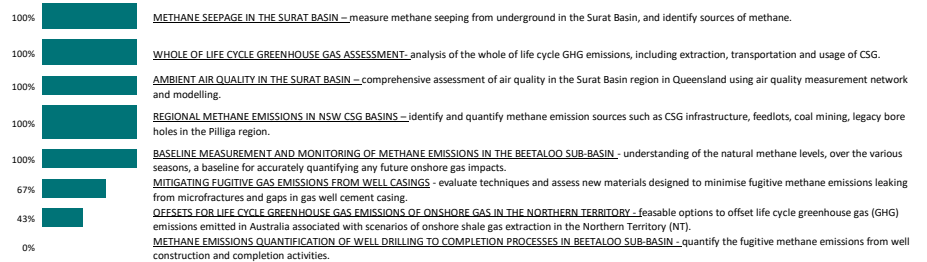 100% METHANE SEEPAGE IN THE SURAT BASIN – measure methane seeping from underground in the Surat Basin, and identify sources of methane.
100% WHOLE OF LIFE CYCLE GREENHOUSE GAS ASSESSMENT- analysis of the whole of life cycle GHG emissions, including extraction, transportation and usage of CSG.
100% AMBIENT AIR QUALITY IN THE SURAT BASIN – comprehensive assessment of air quality in the Surat Basin region in Queensland using air quality measurement network
and modelling.
100% REGIONAL METHANE EMISSIONS IN NSW CSG BASINS – identify and quantify methane emission sources such as CSG infrastructure, feedlots, coal mining, legacy bore
holes in the Pilliga region.
100% BASELINE MEASUREMENT AND MONITORING OF METHANE EMISSIONS IN THE BEETALOO SUB-BASIN - understanding of the natural methane levels, over the various
seasons, a baseline for accurately quantifying any future onshore gas impacts.
67% MITIGATING FUGITIVE GAS EMISSIONS FROM WELL CASINGS - evaluate techniques and assess new materials designed to minimise fugitive methane emissions leaking
from microfractures and gaps in gas well cement casing.
43% OFFSETS FOR LIFE CYCLE GREENHOUSE GAS EMISSIONS OF ONSHORE GAS IN THE NORTHERN TERRITORY - feasable options to offset life cycle greenhouse gas (GHG)
emissions emitted in Australia associated with scenarios of onshore shale gas extraction in the Northern Territory (NT).
0% METHANE EMISSIONS QUANTIFICATION OF WELL DRILLING TO COMPLETION PROCESSES IN BEETALOO SUB-BASIN - quantify the fugitive methane emissions from well
construction and completion activities.